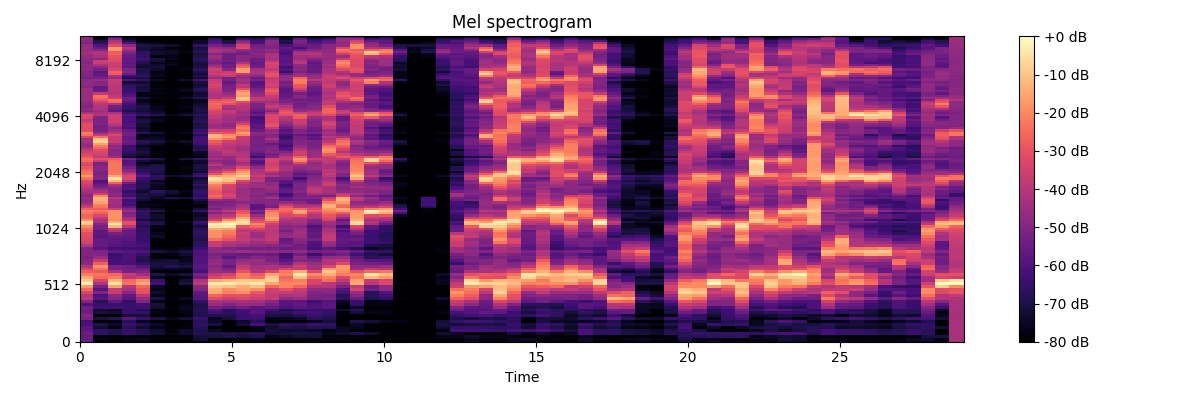 Mel spectrogram
8192
4096
2048
1024
512
0
Hz
0 5 10 15 20 25
Time
+0 dB
-10 dB
-20 dB
-30 dB
-40 dB
-50 dB
-60 dB
-70 dB
-80 dB